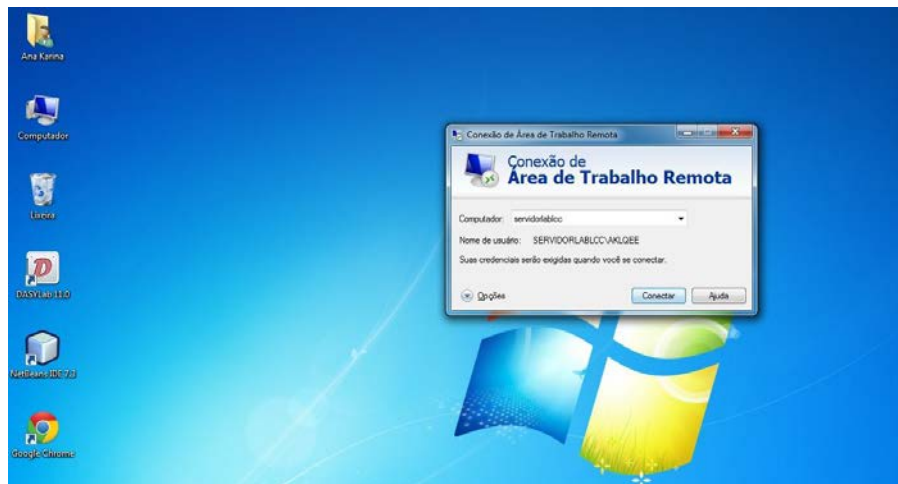 Ana Karina
Computador
Lixeira
DASYLab 11.0
NetBeans IDE 7.3
Google Chrome
Conexão de Área de Trabalho Remota
Conexão de
Área de Trabalho Remota
Computador: servidorlablcc
Nome de usuário: SERVIDORLABLCC\AKLQEE
Suas credenciais serão exigidas quando você se conectar.
Opções
Conectar
Ajuda